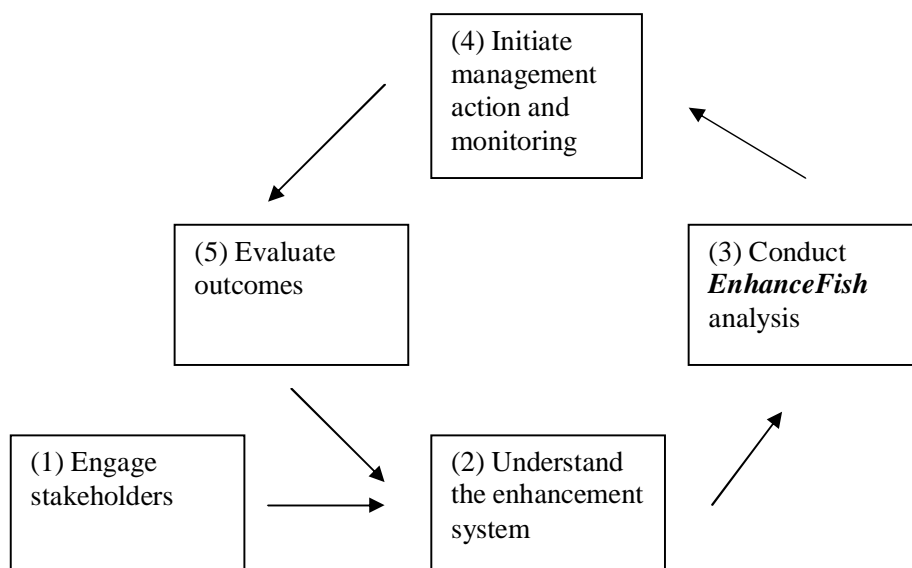 (1) Engage
stakeholders
(2) Understand
the enhancement
system
(3) Conduct
EnhanceFish
analysis
(4) Initiate
management
action and
monitoring
(5) Evaluate
outcomes